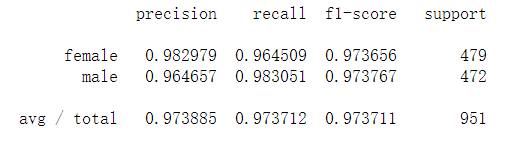 precision recall f1-score support
female 0.982979 0.964509 0.973656 479
male 0.964657 0.983051 0.973767 472
avg / total 0.973885 0.973712 0.973711 951